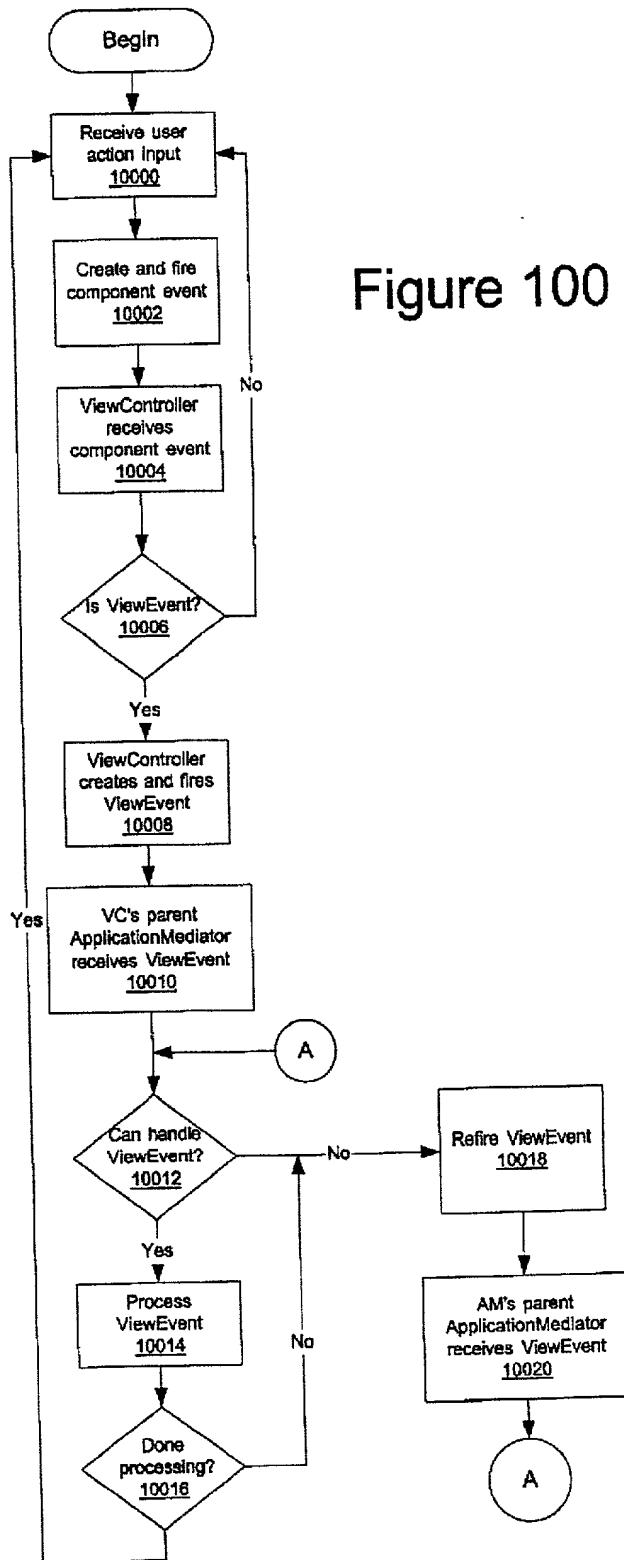 Begin
Receive user
action input
10000
Figure 100
Create and fire
component event
10002
No
ViewController
receives
component event
10004
Is ViewEvent?
10006
Yes
ViewController
creates and fires
ViewEvent
10008
Yes
VC's parent
ApplicationMediator
receives ViewEvent
10010
A
Can handle
ViewEvent?
10012
No
Refire ViewEvent
10018
Yes
Process
ViewEvent
10014
No
AM's parent
ApplicationMediator
receives ViewEvent
10020
Done
processing?
10016
A